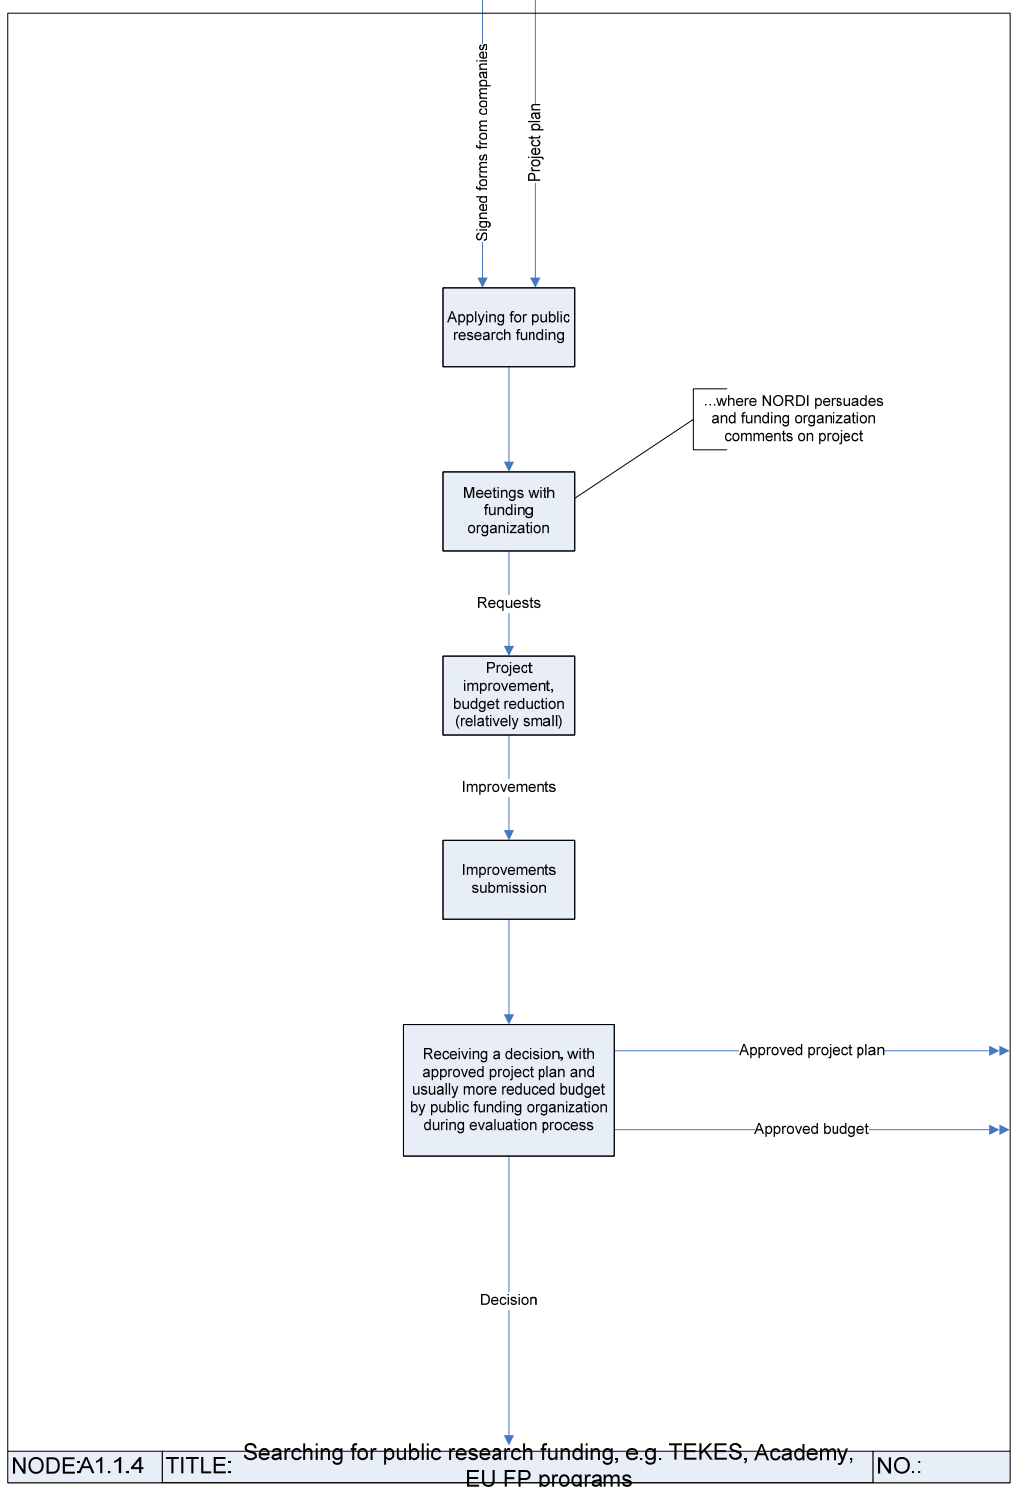 Signed forms from companies
Project plan
Applying for public
research funding
...where NORDI persuades
and funding organization
comments on project
Meetings with
funding
organization
Requests
Project
improvement,
budget reduction
(relatively small)
Improvements
Improvements
submission
Receiving a decision, with
approved project plan and
usually more reduced budget
by public funding organization
during evaluation process
Approved project plan
Approved budget
Decision
NODE:A1.1.4
TITLE:
Searching for public research funding, e.g. TEKES, Academy,
EU FP programs
NO.: